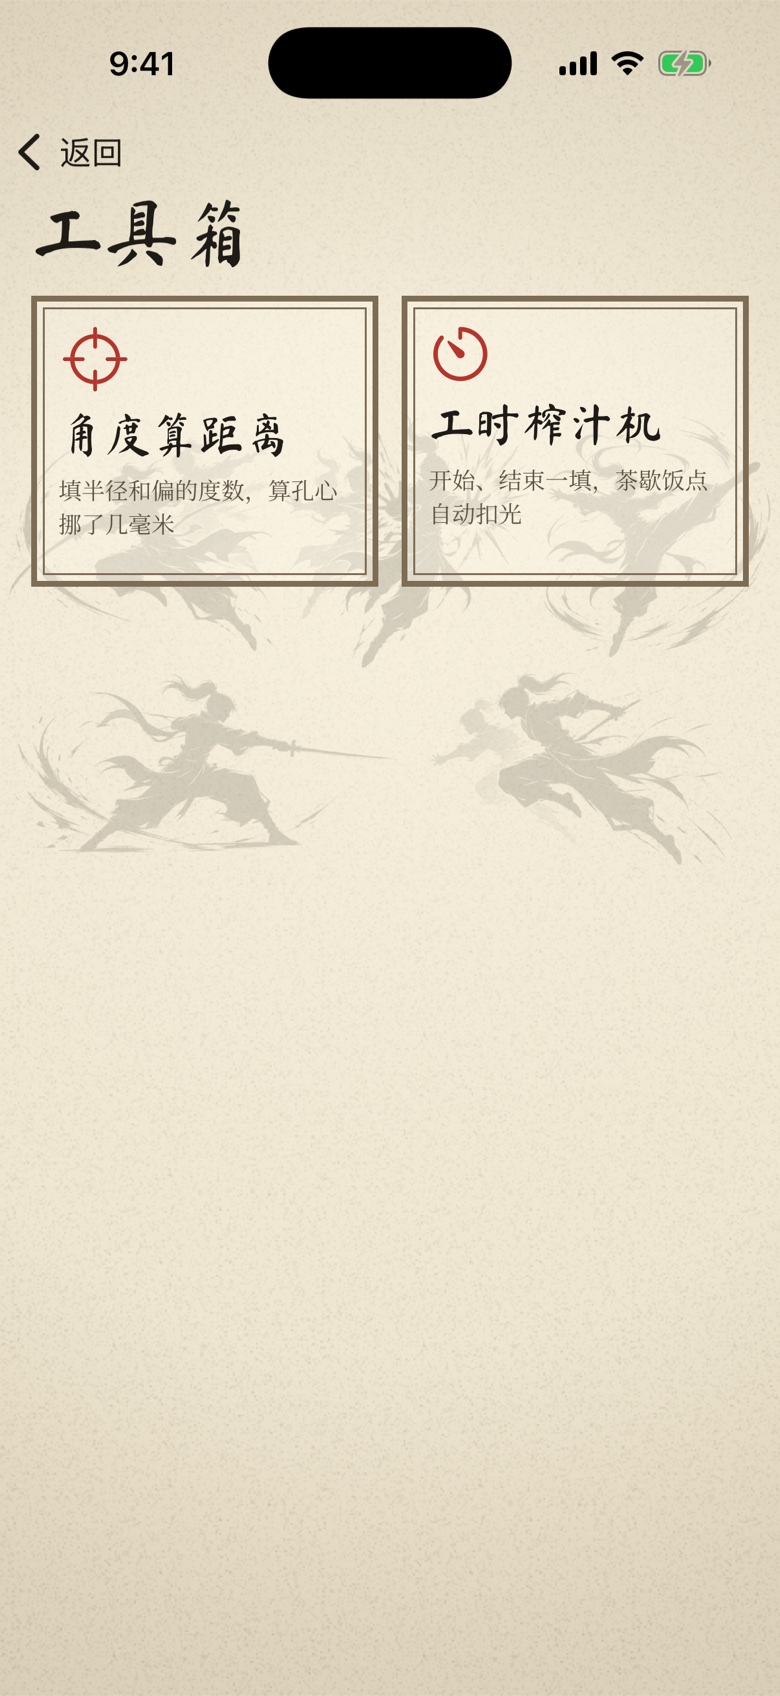 9:41
返回
工具箱
角度算距离
填半径和偏的度数，算孔心
挪了几毫米
工时榨汁机
开始、结束一填，茶歇饭点
自动扣光